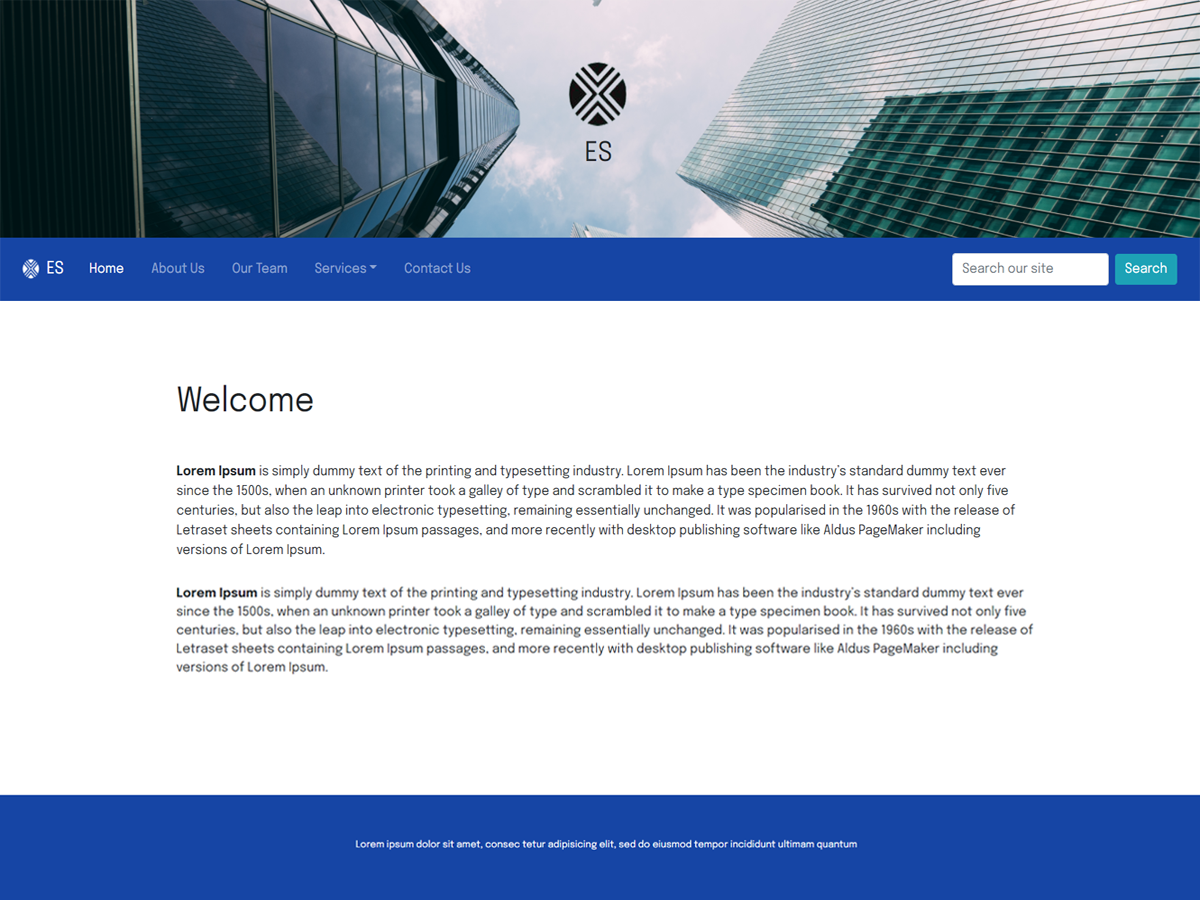 ES
ES Home About Us Our Team Services Contact Us Search our site Search
Welcome
Lorem Ipsum is simply dummy text of the printing and typesetting industry. Lorem Ipsum has been the industry's standard dummy text ever
since the 1500s, when an unknown printer took a galley of type and scrambled it to make a type specimen book. It has survived not only five
centuries, but also the leap into electronic typesetting, remaining essentially unchanged. It was popularised in the 1960s with the release of
Letraset sheets containing Lorem Ipsum passages, and more recently with desktop publishing software like Aldus PageMaker including
versions of Lorem Ipsum.
Lorem Ipsum is simply dummy text of the printing and typesetting industry. Lorem Ipsum has been the industry's standard dummy text ever
since the 1500s, when an unknown printer took a galley of type and scrambled it to make a type specimen book. It has survived not only five
centuries, but also the leap into electronic typesetting, remaining essentially unchanged. It was popularised in the 1960s with the release of
Letraset sheets containing Lorem Ipsum passages, and more recently with desktop publishing software like Aldus PageMaker including
versions of Lorem Ipsum.
Lorem ipsum dolor sit amet, consec tetur adipisicing elit, sed do eiusmod tempor incididunt ultimam quantum